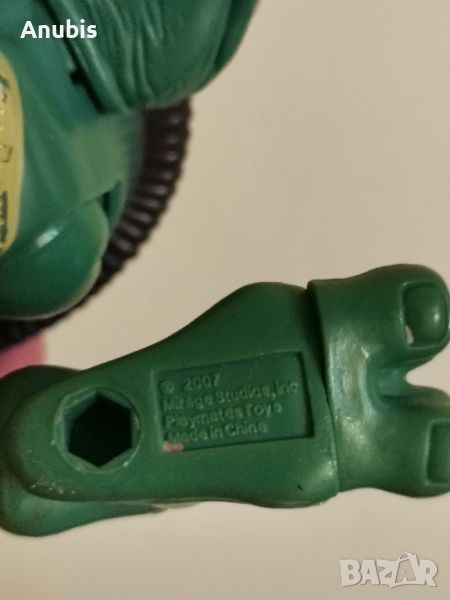 Anubis
© 2007
Mirage Studios, Inc
Playmates Toys
Made in China
BAZAR